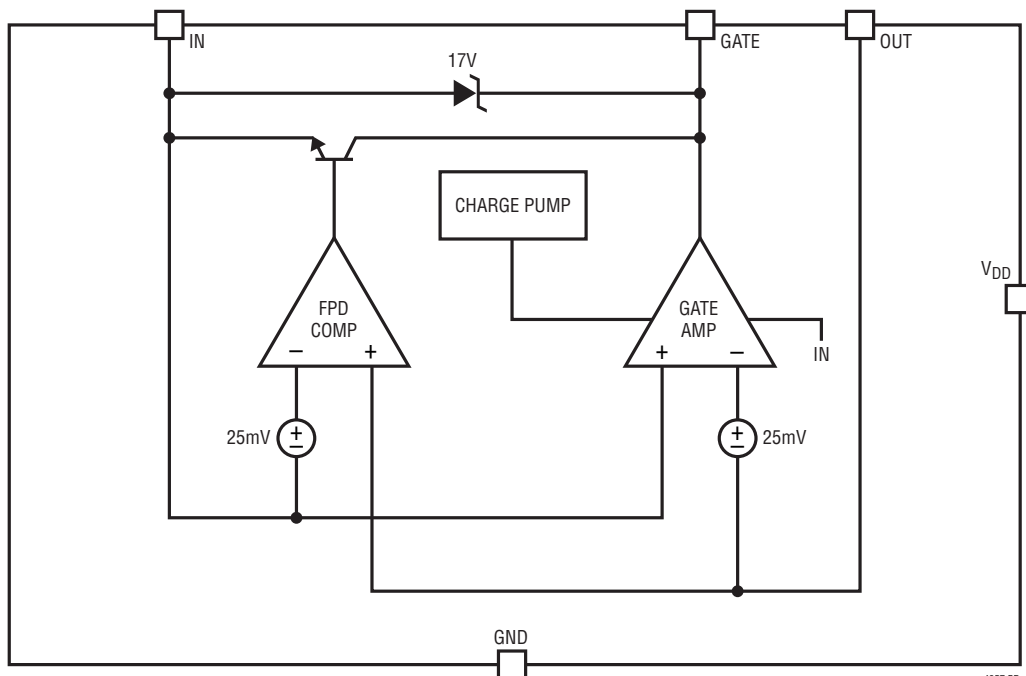 IN
GATE
OUT
17V
CHARGE PUMP
VDD
FPD
COMP
GATE
AMP
− +
+ −
IN
25mV
+
−
+
−
25mV
GND